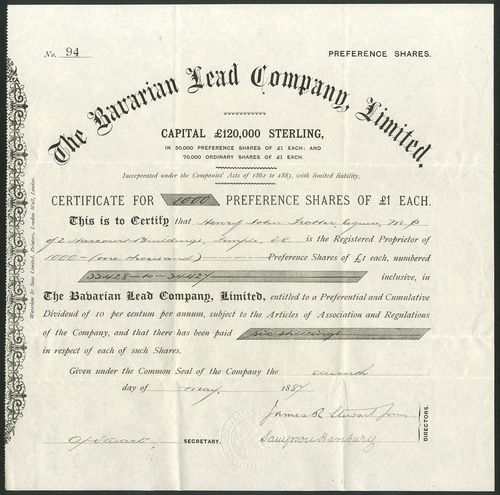 No. 94
PREFERENCE SHARES.
The Bavarian Lead Company, Limited.
CAPITAL £120,000 STERLING,
IN 50,000 PREFERENCE SHARES OF £1 EACH; AND
70,000 ORDINARY SHARES OF £1 EACH.
Incorporated under the Companies' Acts of 1862 to 1883, with limited liability.
CERTIFICATE FOR 1000 PREFERENCE SHARES OF £1 EACH.
This is to Certify that Henry John Trotter, Esquire, M.P
of 2 Harcourt Buildings, Temple, E.C is the Registered Proprietor of
1000 - (one thousand) Preference Shares of £1 each, numbered
33428 - to - 34427 inclusive, in
The Bavarian Lead Company, Limited, entitled to a Preferential and Cumulative
Dividend of 10 per centum per annum, subject to the Articles of Association and Regulations
of the Company, and that there has been paid six shillings
in respect of each of such Shares.
Given under the Common Seal of the Company the
day of May 1887
James R Stewart
Sampson Hanbury
DIRECTORS.
SECRETARY.
Waterlow & Sons Limited, Printers, London Wall, London.